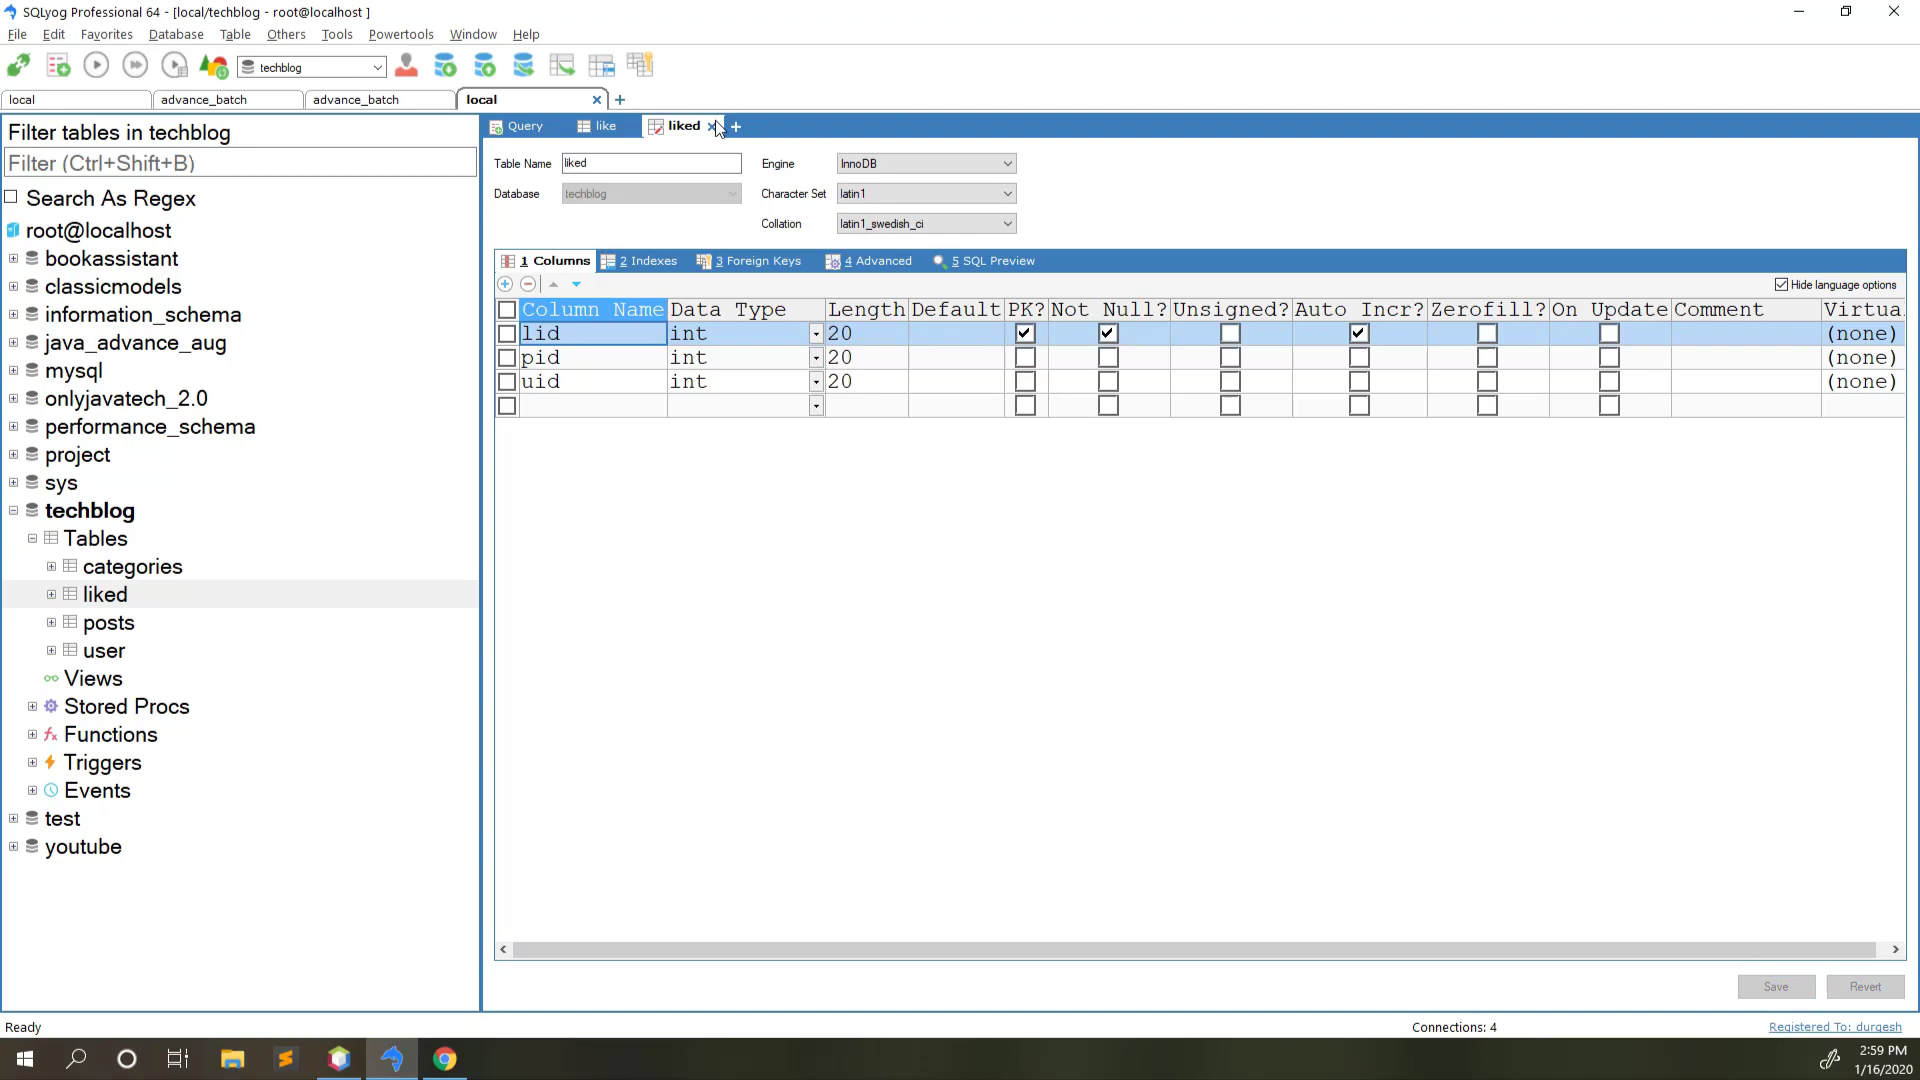 SQLyog Professional 64 - [local/techblog - root@localhost ]
File Edit Favorites Database Table Others Tools Powertools Window Help
techblog
local advance_batch advance_batch local
Filter tables in techblog
Filter (Ctrl+Shift+B)
Search As Regex
root@localhost
bookassistant
classicmodels
information_schema
java_advance_aug
mysql
onlyjavatech_2.0
performance_schema
project
sys
techblog
Tables
categories
liked
posts
user
Views
Stored Procs
Functions
Triggers
Events
test
youtube
Query like liked
Table Name liked Engine InnoDB
Database techblog Character Set latin1
Collation latin1_swedish_ci
1 Columns 2 Indexes 3 Foreign Keys 4 Advanced 5 SQL Preview
Hide language options
Column Name Data Type Length Default PK? Not Null? Unsigned? Auto Incr? Zerofill? On Update Comment Virtua
lid int 20 (none)
pid int 20 (none)
uid int 20 (none)
Save Revert
Ready Connections: 4 Registered To: durgesh
2:59 PM
1/16/2020